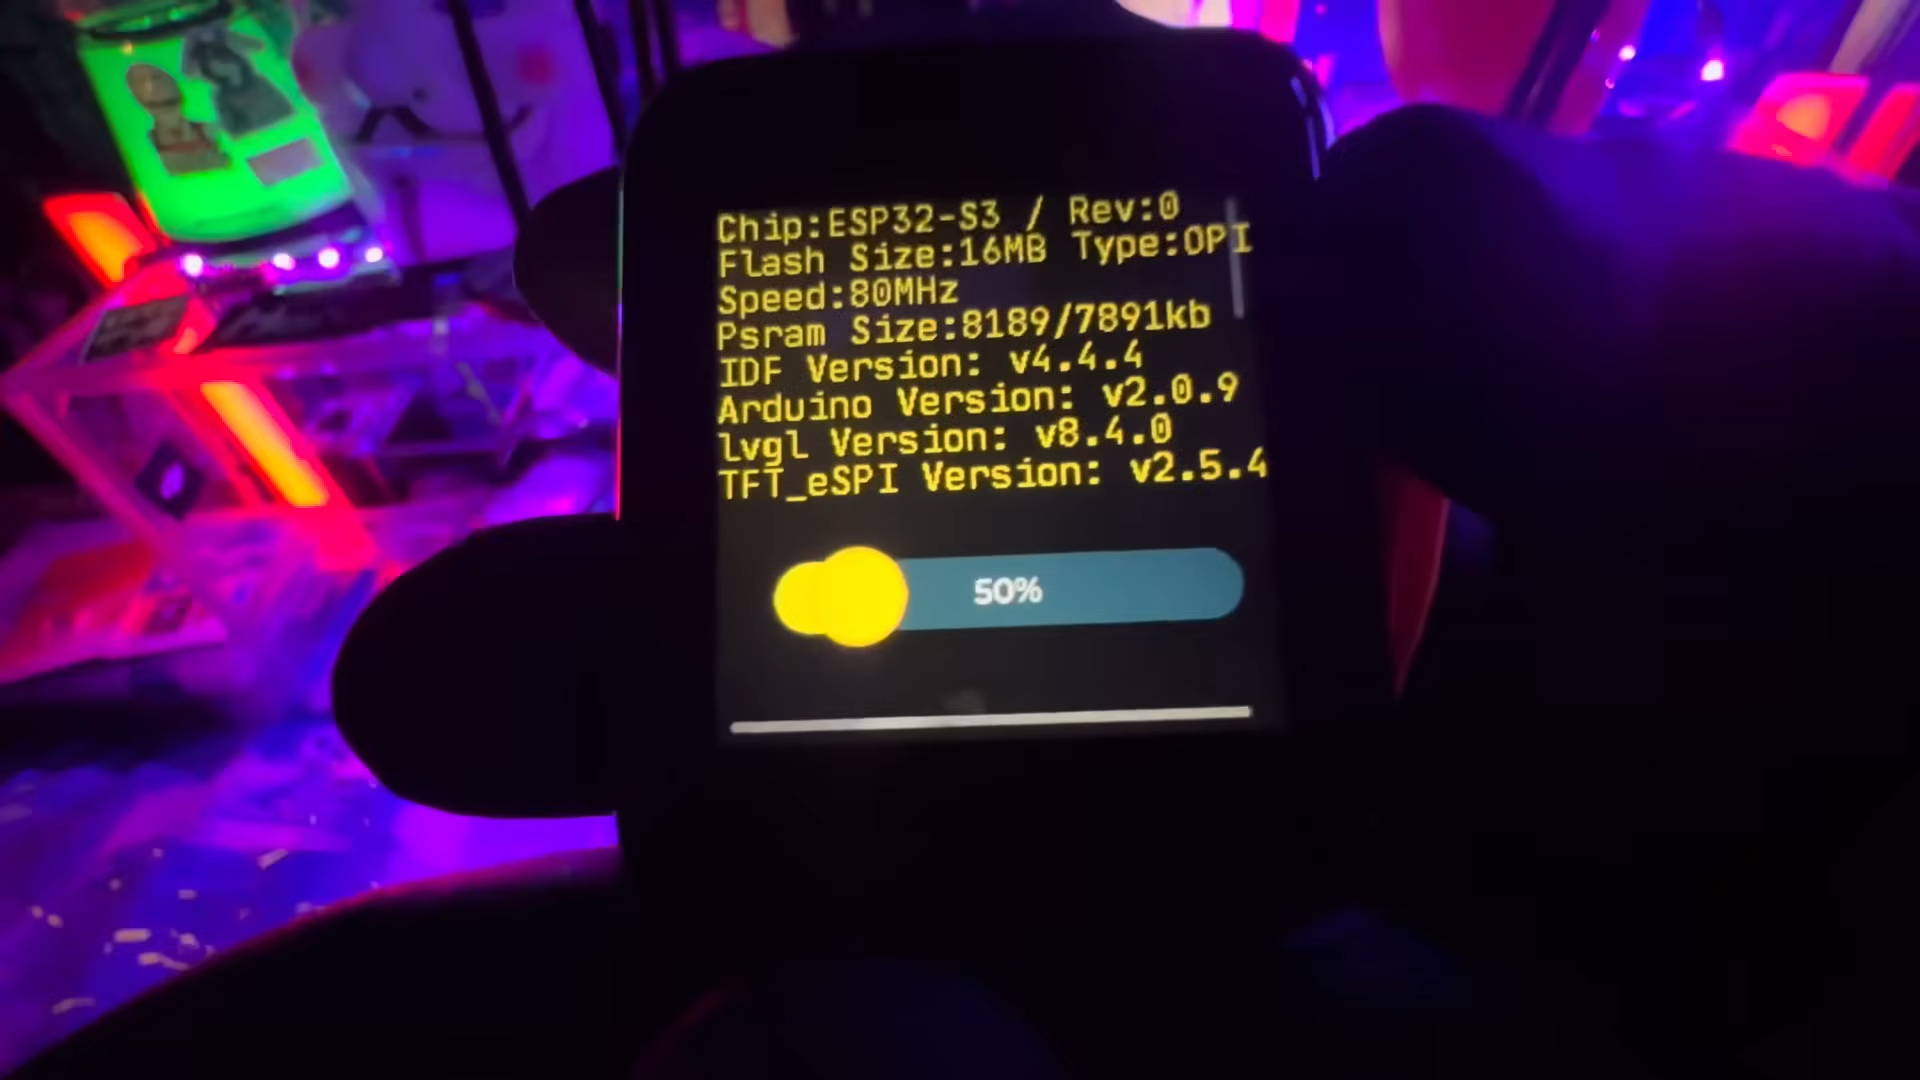 Chip:ESP32-S3 / Rev:0
Flash Size:16MB Type:OPI
Speed:80MHz
Psram Size:8189/7891kb
IDF Version: v4.4.4
Arduino Version: v2.0.9
lvgl Version: v8.4.0
TFT_eSPI Version: v2.5.4
50%